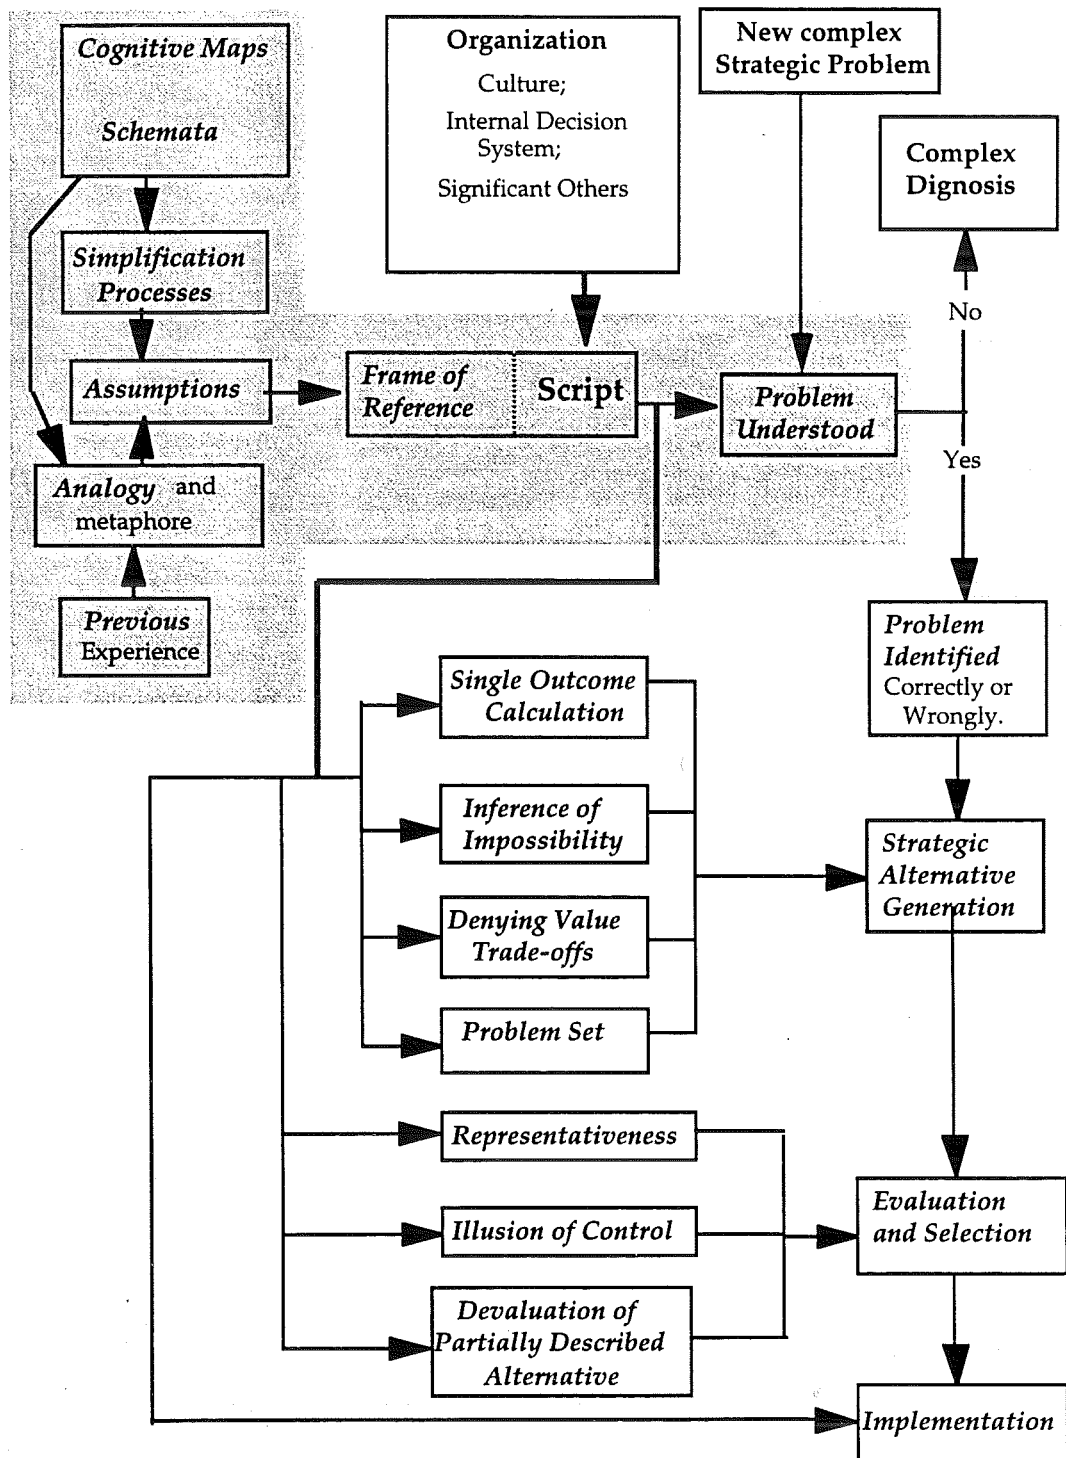 Cognitive Maps
Schemata
Organization
Culture;
Internal Decision
System;
Significant Others
New complex
Strategic Problem
Complex
Dignosis
Simplification
Processes
No
Assumptions
Frame of
Reference
Script
Problem
Understood
Yes
Analogy and
metaphore
Previous
Experience
Problem
Identified
Correctly or
Wrongly.
Single Outcome
Calculation
Inference of
Impossibility
Strategic
Alternative
Generation
Denying Value
Trade-offs
Problem Set
Representativeness
Evaluation
and Selection
Illusion of Control
Devaluation of
Partially Described
Alternative
Implementation